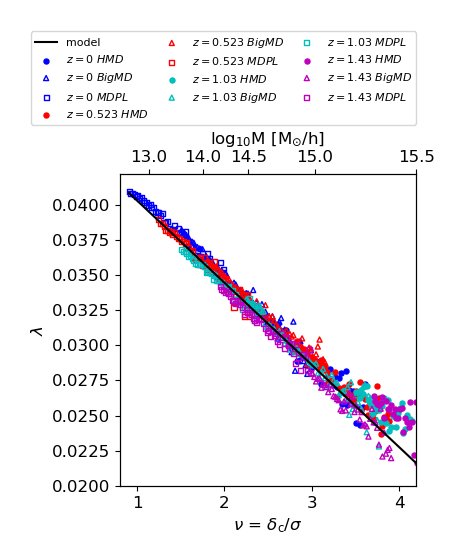 model
z = 0 HMD
z = 0 BigMD
z = 0 MDPL
z = 0.523 HMD
z = 0.523 BigMD
z = 0.523 MDPL
z = 1.03 HMD
z = 1.03 BigMD
z = 1.03 MDPL
z = 1.43 HMD
z = 1.43 BigMD
z = 1.43 MDPL
log₁₀M [M⊙/h]
13.0 14.0 14.5 15.0 15.5
0.0400
0.0375
0.0350
0.0325
0.0300
0.0275
0.0250
0.0225
0.0200
λ
1 2 3 4
ν = δc/σ